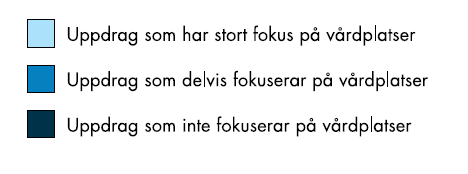 Uppdrag som har stort fokus på vårdplatser
Uppdrag som delvis fokuserar på vårdplatser
Uppdrag som inte fokuserar på vårdplatser